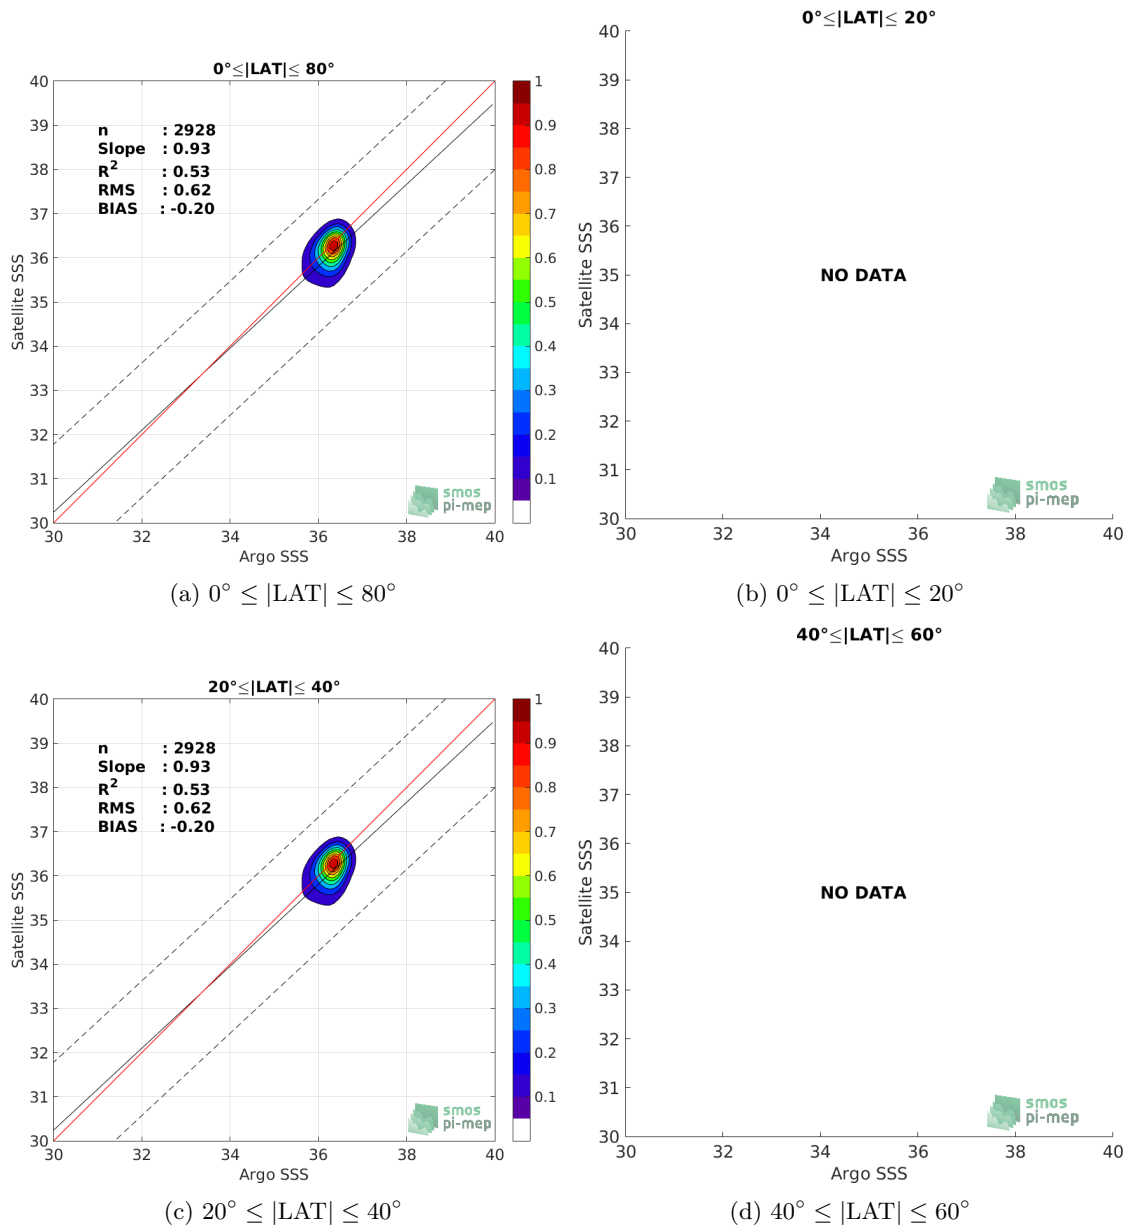 0°≤|LAT|≤ 80°
n : 2928
Slope : 0.93
R² : 0.53
RMS : 0.62
BIAS : -0.20
Satellite SSS
40
39
38
37
36
35
34
33
32
31
30
30 32 34 36 38 40
Argo SSS
1
0.9
0.8
0.7
0.6
0.5
0.4
0.3
0.2
0.1
smos
pi-mep
(a) 0° ≤ |LAT| ≤ 80°
0°≤|LAT|≤ 20°
Satellite SSS
40
39
38
37
36
35
34
33
32
31
30
NO DATA
30 32 34 36 38 40
Argo SSS
smos
pi-mep
(b) 0° ≤ |LAT| ≤ 20°
20°≤|LAT|≤ 40°
n : 2928
Slope : 0.93
R² : 0.53
RMS : 0.62
BIAS : -0.20
Satellite SSS
40
39
38
37
36
35
34
33
32
31
30
30 32 34 36 38 40
Argo SSS
1
0.9
0.8
0.7
0.6
0.5
0.4
0.3
0.2
0.1
smos
pi-mep
(c) 20° ≤ |LAT| ≤ 40°
40°≤|LAT|≤ 60°
Satellite SSS
40
39
38
37
36
35
34
33
32
31
30
NO DATA
30 32 34 36 38 40
Argo SSS
smos
pi-mep
(d) 40° ≤ |LAT| ≤ 60°